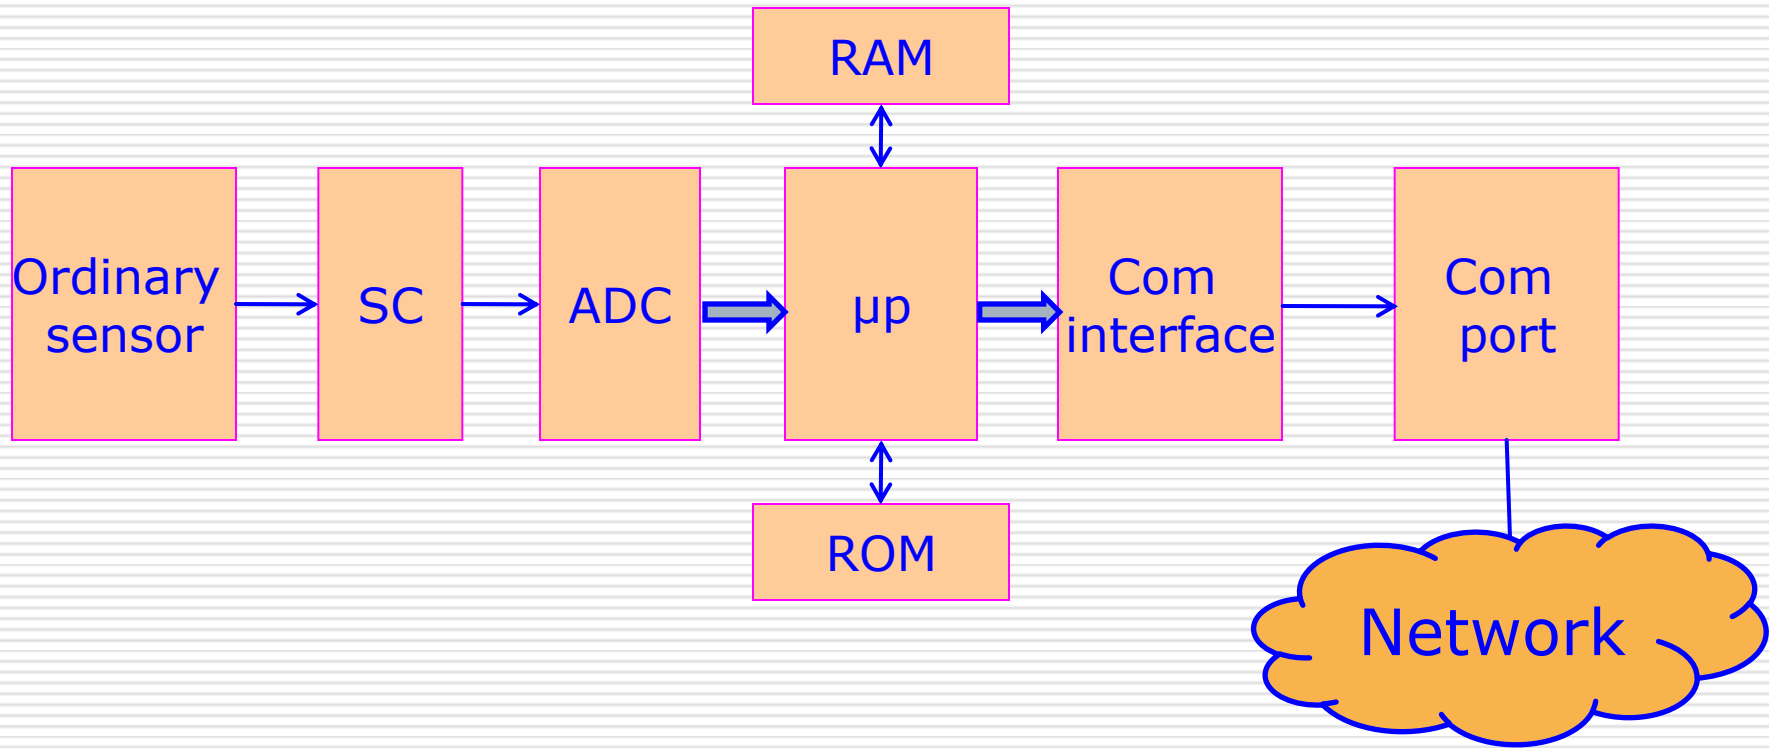 RAM
Ordinary
sensor
SC
ADC
µp
Com
interface
Com
port
ROM
Network